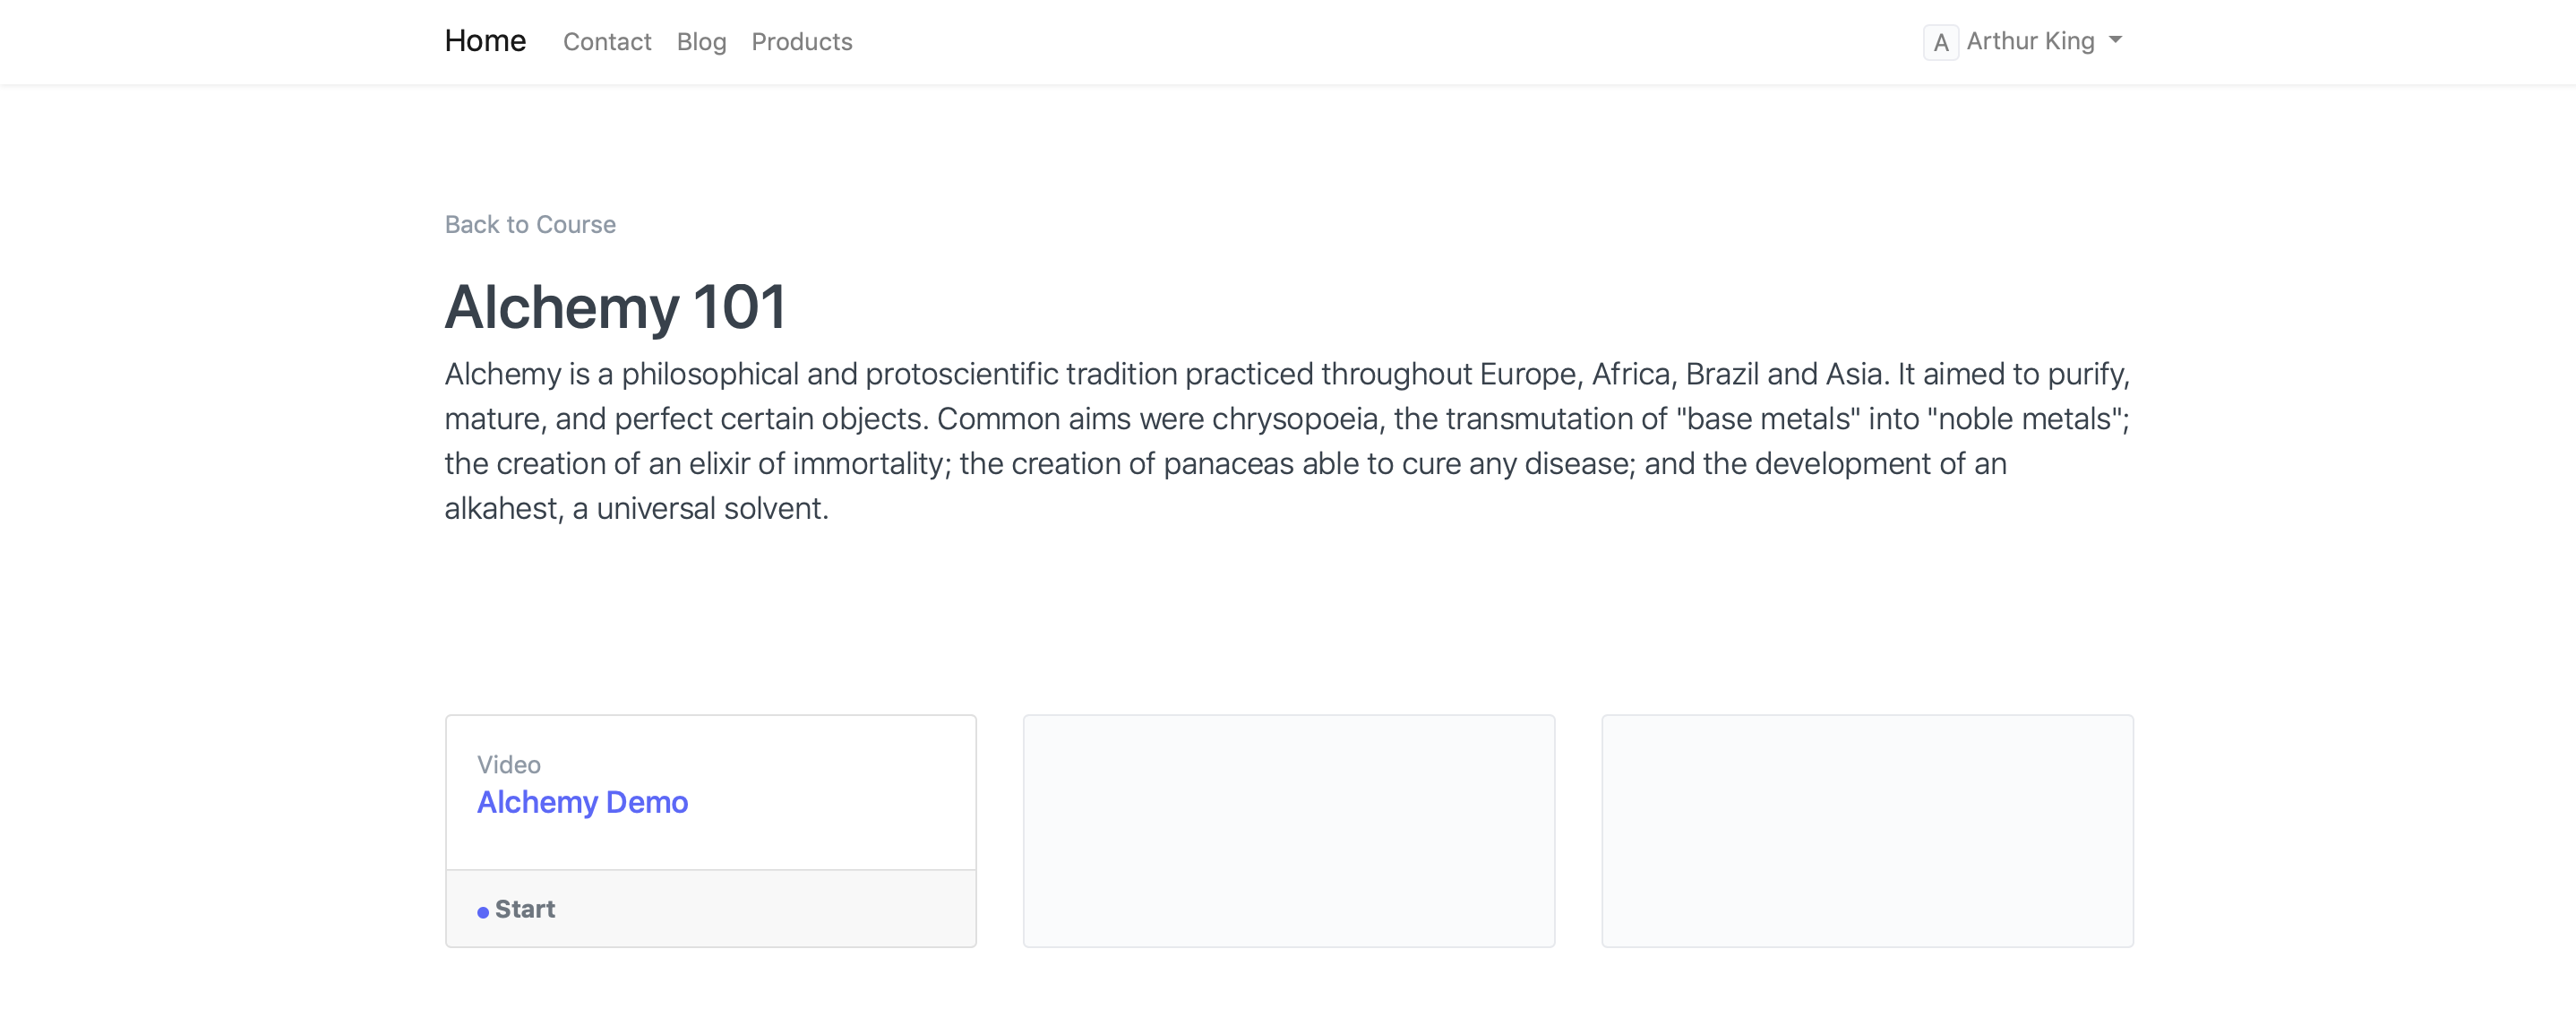 Home Contact Blog Products A Arthur King
Back to Course
Alchemy 101
Alchemy is a philosophical and protoscientific tradition practiced throughout Europe, Africa, Brazil and Asia. It aimed to purify,
mature, and perfect certain objects. Common aims were chrysopoeia, the transmutation of "base metals" into "noble metals";
the creation of an elixir of immortality; the creation of panaceas able to cure any disease; and the development of an
alkahest, a universal solvent.
Video
Alchemy Demo
Start